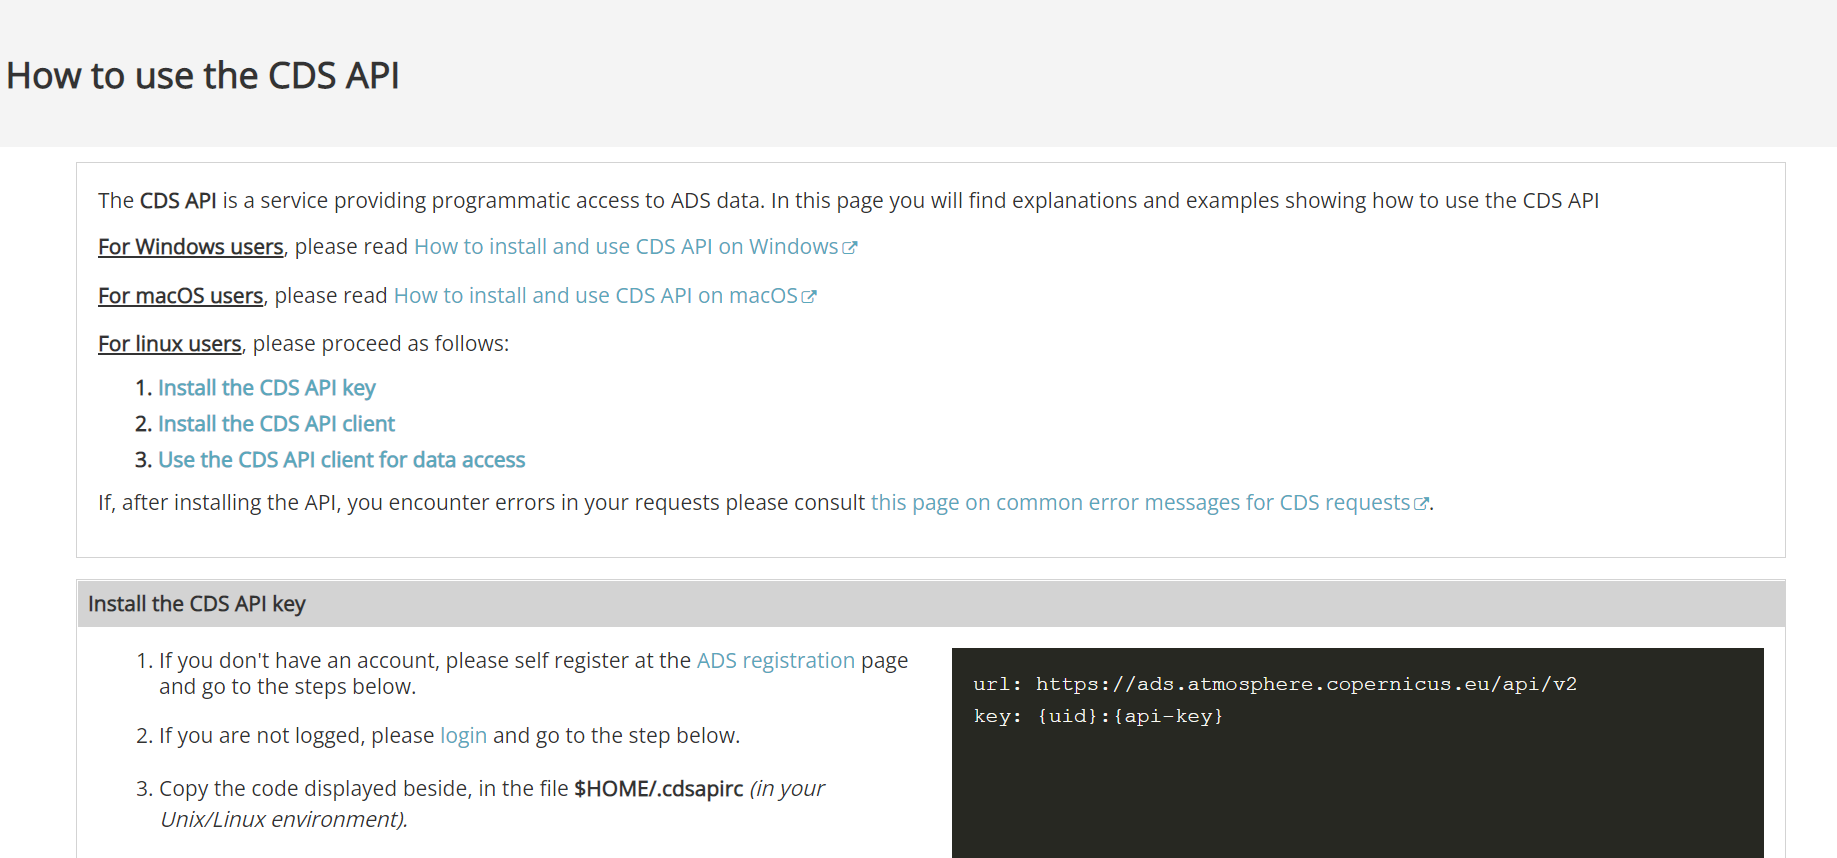 How to use the CDS API
The CDS API is a service providing programmatic access to ADS data. In this page you will find explanations and examples showing how to use the CDS API
For Windows users, please read How to install and use CDS API on Windows
For macOS users, please read How to install and use CDS API on macOS
For linux users, please proceed as follows:
1. Install the CDS API key
2. Install the CDS API client
3. Use the CDS API client for data access
If, after installing the API, you encounter errors in your requests please consult this page on common error messages for CDS requests.
Install the CDS API key
1. If you don't have an account, please self register at the ADS registration page
and go to the steps below.
2. If you are not logged, please login and go to the step below.
3. Copy the code displayed beside, in the file $HOME/.cdsapirc (in your
Unix/Linux environment).
url: https://ads.atmosphere.copernicus.eu/api/v2
key: {uid}:{api-key}